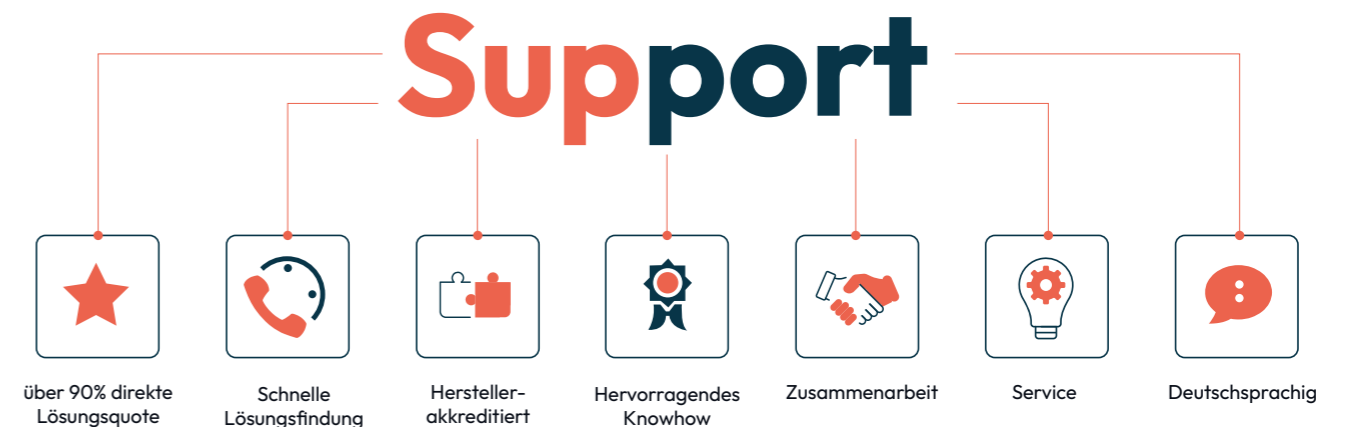 Support
über 90% direkte
Lösungsquote
Schnelle
Lösungsfindung
Hersteller-
akkreditiert
Hervorragendes
Knowhow
Zusammenarbeit
Service
Deutschsprachig